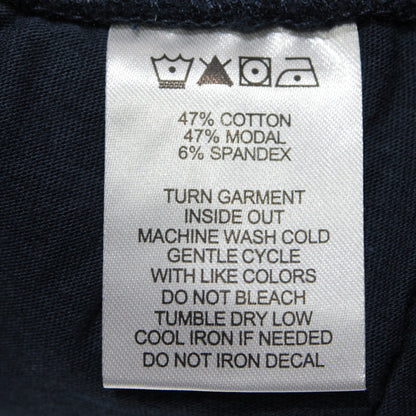 47% COTTON
47% MODAL
6% SPANDEX
TURN GARMENT
INSIDE OUT
MACHINE WASH COLD
GENTLE CYCLE
WITH LIKE COLORS
DO NOT BLEACH
TUMBLE DRY LOW
COOL IRON IF NEEDED
DO NOT IRON DECAL